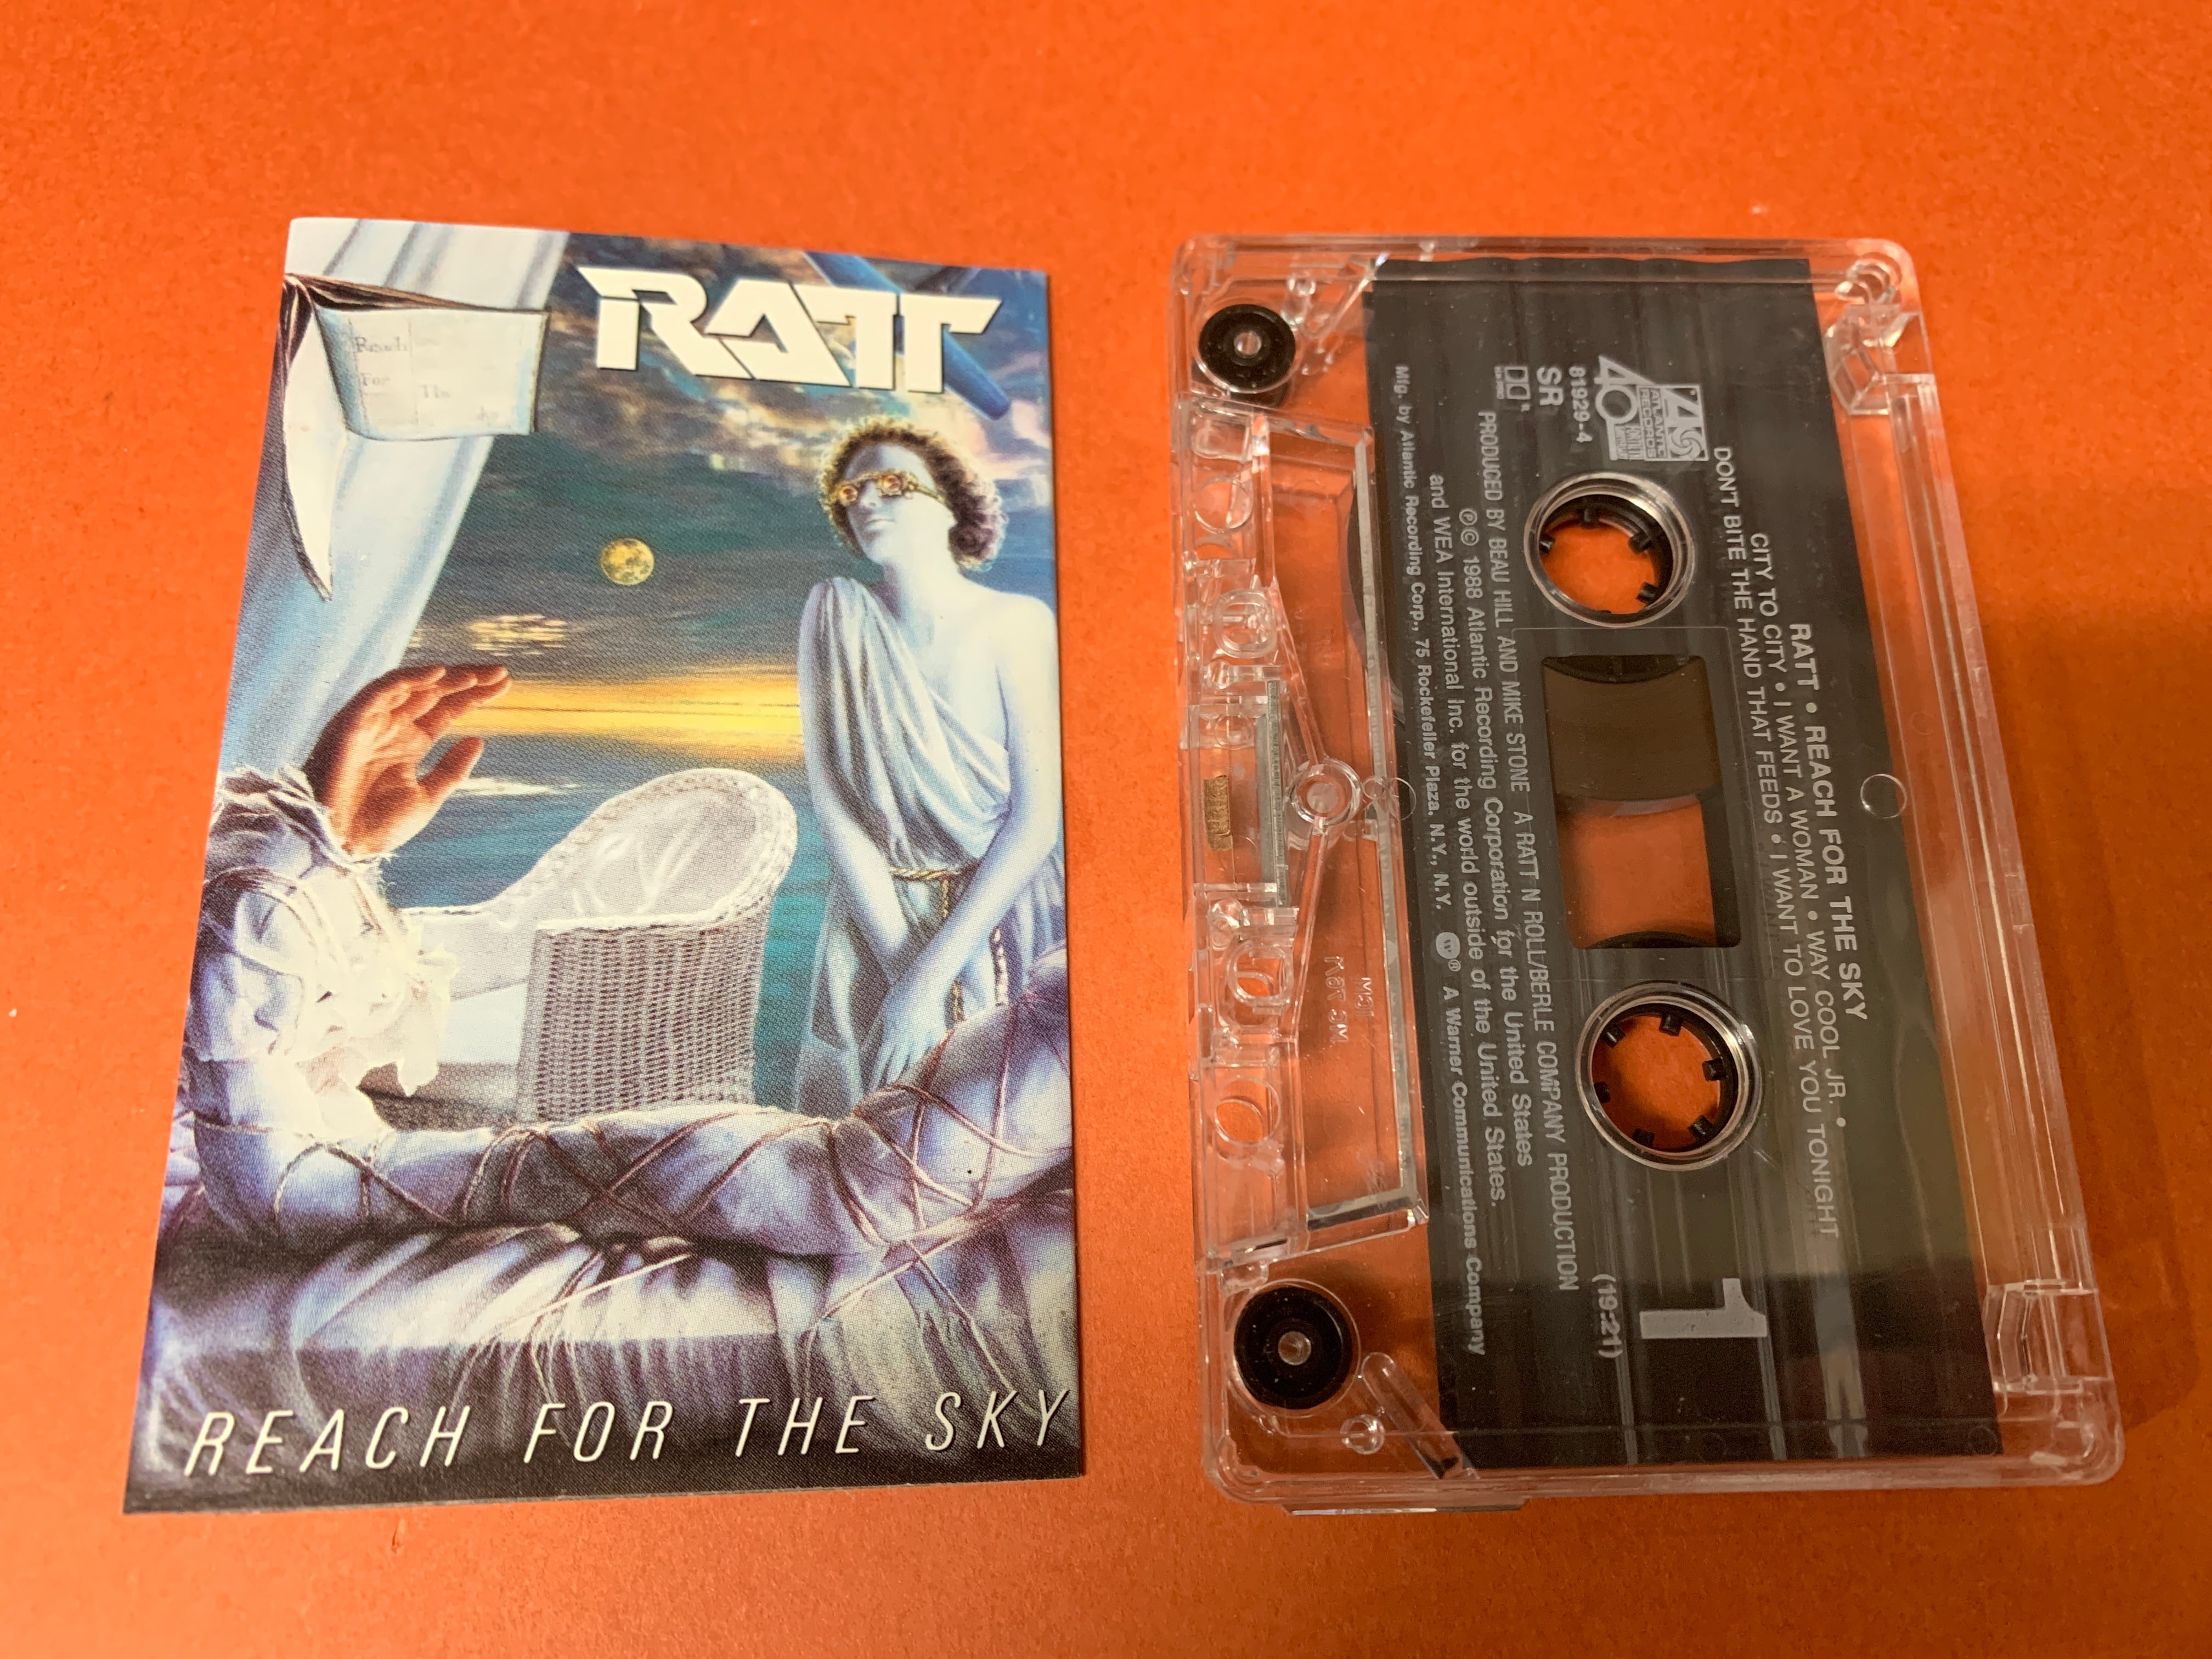 RATT
Reach
For
The
REACH FOR THE SKY
RATT • REACH FOR THE SKY
CITY TO CITY • I WANT A WOMAN • WAY COOL JR. •
DON'T BITE THE HAND THAT FEEDS • I WANT TO LOVE YOU TONIGHT
ATLANTIC
RECORDS
40
81929-4
SR
1
(19:21)
PRODUCED BY BEAU HILL AND MIKE STONE A RATT N ROLL/BERLE COMPANY PRODUCTION
℗© 1988 Atlantic Recording Corporation for the United States
and WEA International Inc. for the world outside of the United States.
Mfg. by Atlantic Recording Corp., 75 Rockefeller Plaza, N.Y., N.Y. ® A Warner Communications Company